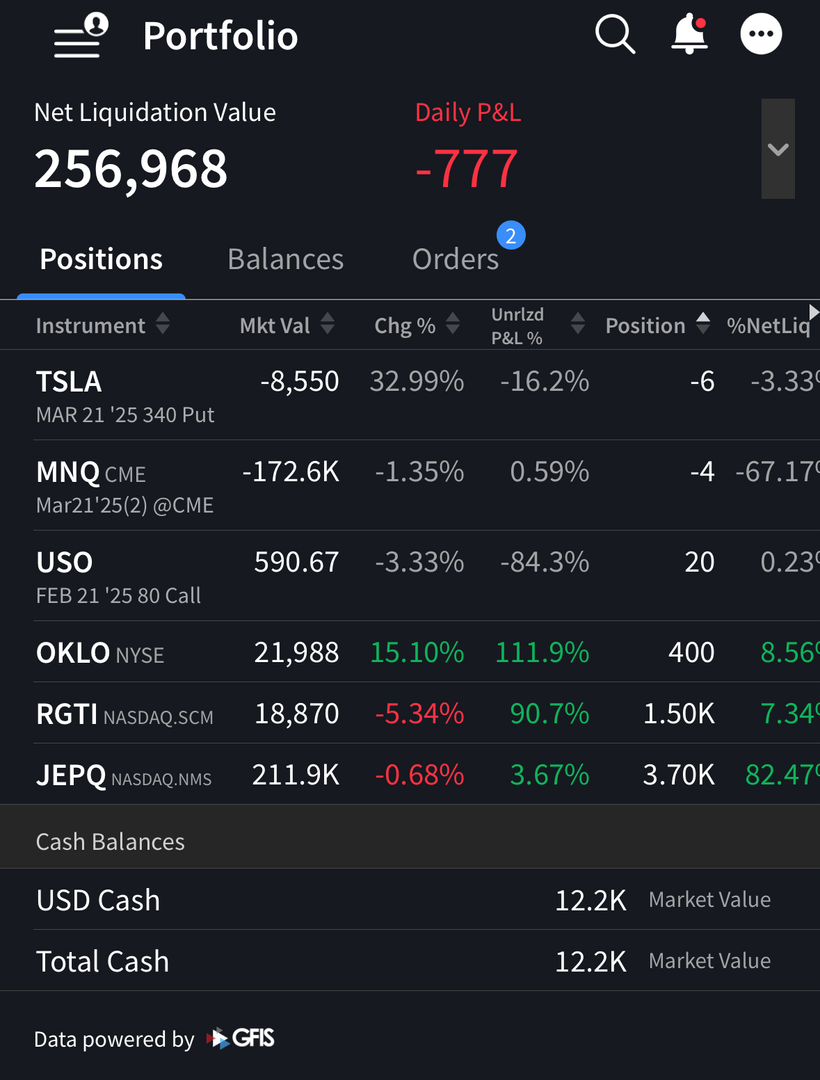 Portfolio
Net Liquidation Value Daily P&L
256,968 -777
Positions Balances Orders 2
Instrument Mkt Val Chg % Unrlzd P&L % Position %NetLiq
TSLA -8,550 32.99% -16.2% -6 -3.33%
MAR 21 '25 340 Put
MNQ CME -172.6K -1.35% 0.59% -4 -67.17%
Mar21'25(2) @CME
USO 590.67 -3.33% -84.3% 20 0.23%
FEB 21 '25 80 Call
OKLO NYSE 21,988 15.10% 111.9% 400 8.56%
RGTI NASDAQ.SCM 18,870 -5.34% 90.7% 1.50K 7.34%
JEPQ NASDAQ.NMS 211.9K -0.68% 3.67% 3.70K 82.47%
Cash Balances
USD Cash 12.2K Market Value
Total Cash 12.2K Market Value
Data powered by GFIS